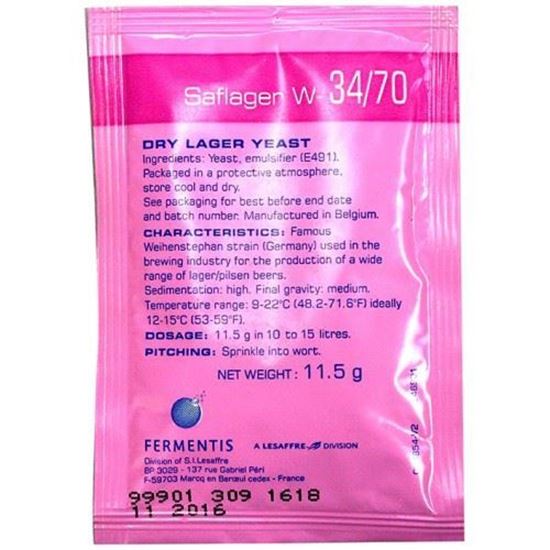 Saflager W- 34/70
DRY LAGER YEAST
Ingredients: Yeast, emulsifier (E491).
Packaged in a protective atmosphere,
store cool and dry.
See packaging for best before end date
and batch number. Manufactured in Belgium.
CHARACTERISTICS: Famous
Weihenstephan strain (Germany) used in the
brewing industry for the production of a wide
range of lager/pilsen beers.
Sedimentation: high. Final gravity: medium.
Temperature range: 9-22°C (48.2-71.6°F) ideally
12-15°C (53-59°F).
DOSAGE: 11.5 g in 10 to 15 litres.
PITCHING: Sprinkle into wort.
NET WEIGHT : 11.5 g
FERMENTIS
A LESAFFRE DIVISION
Division of S.I.Lesaffre
BP 3029 - 137 rue Gabriel Péri
F-59703 Marcq en Barœul cedex - France
99901 309 1618
11 2016